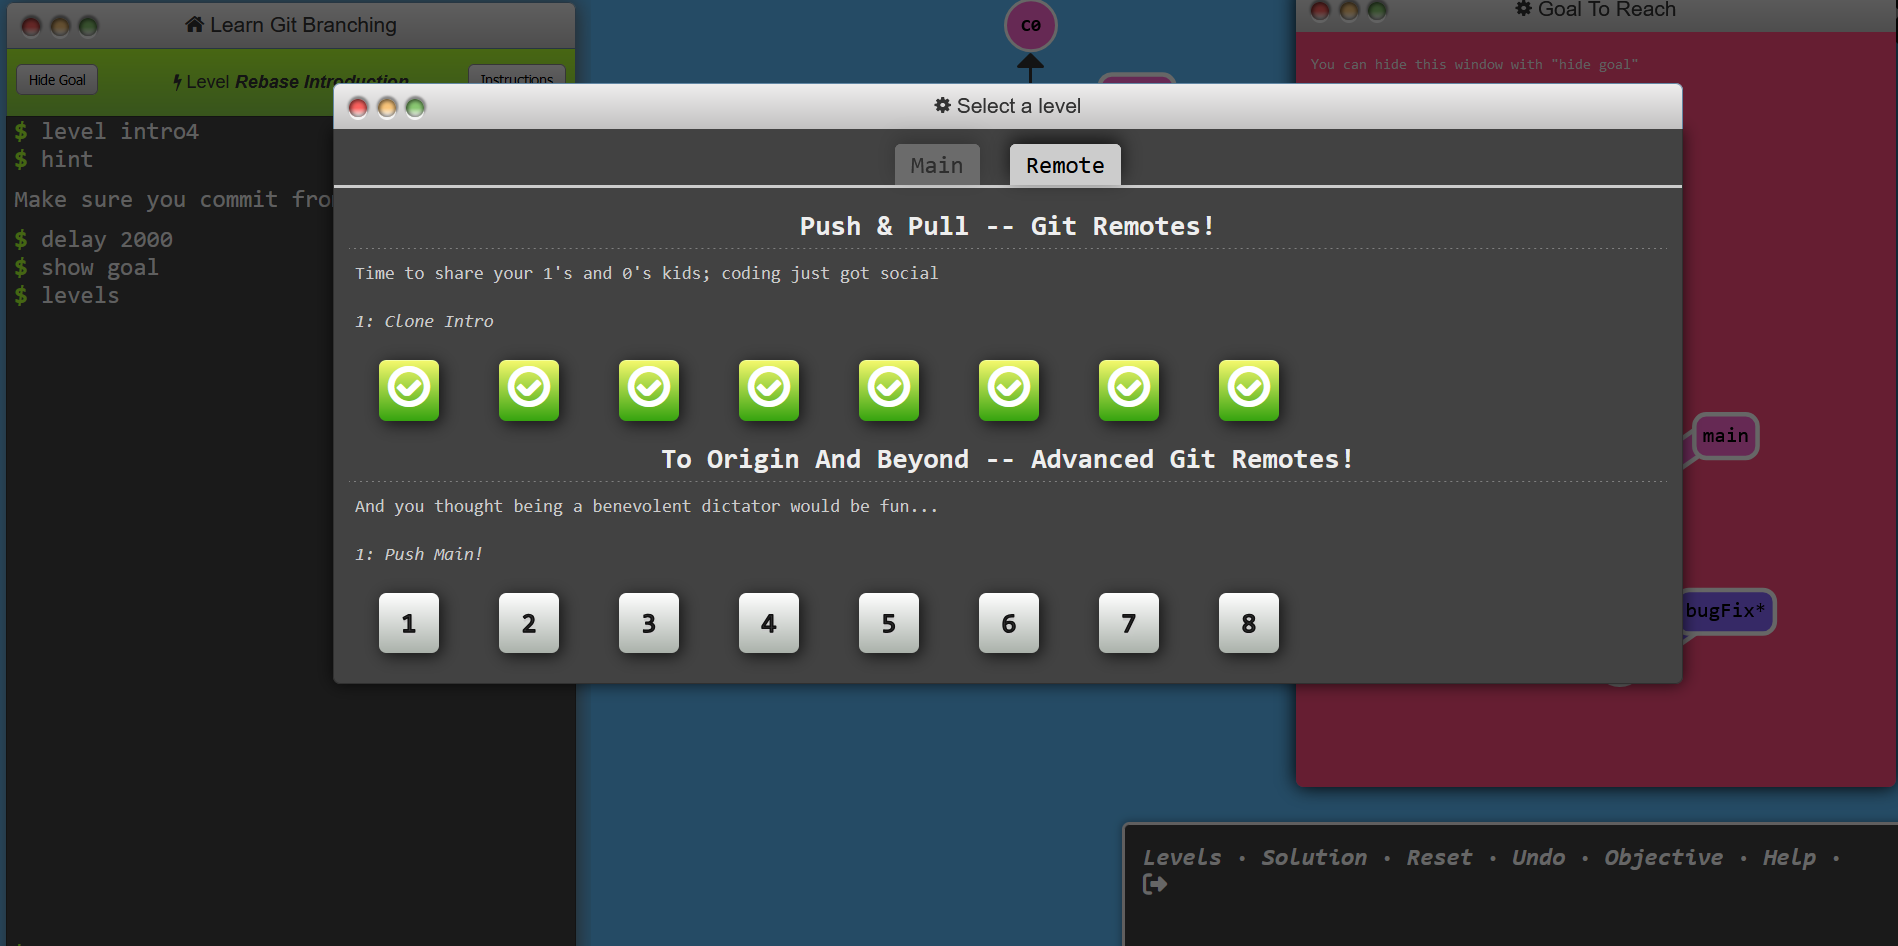 Learn Git Branching
Hide Goal
Level Rebase Introduction
Instructions
$ level intro4
$ hint
Make sure you commit from
$ delay 2000
$ show goal
$ levels
C0
Goal To Reach
You can hide this window with "hide goal"
main
bugFix*
Select a level
Main
Remote
Push & Pull -- Git Remotes!
Time to share your 1's and 0's kids; coding just got social
1: Clone Intro
To Origin And Beyond -- Advanced Git Remotes!
And you thought being a benevolent dictator would be fun...
1: Push Main!
1 2 3 4 5 6 7 8
Levels · Solution · Reset · Undo · Objective · Help ·